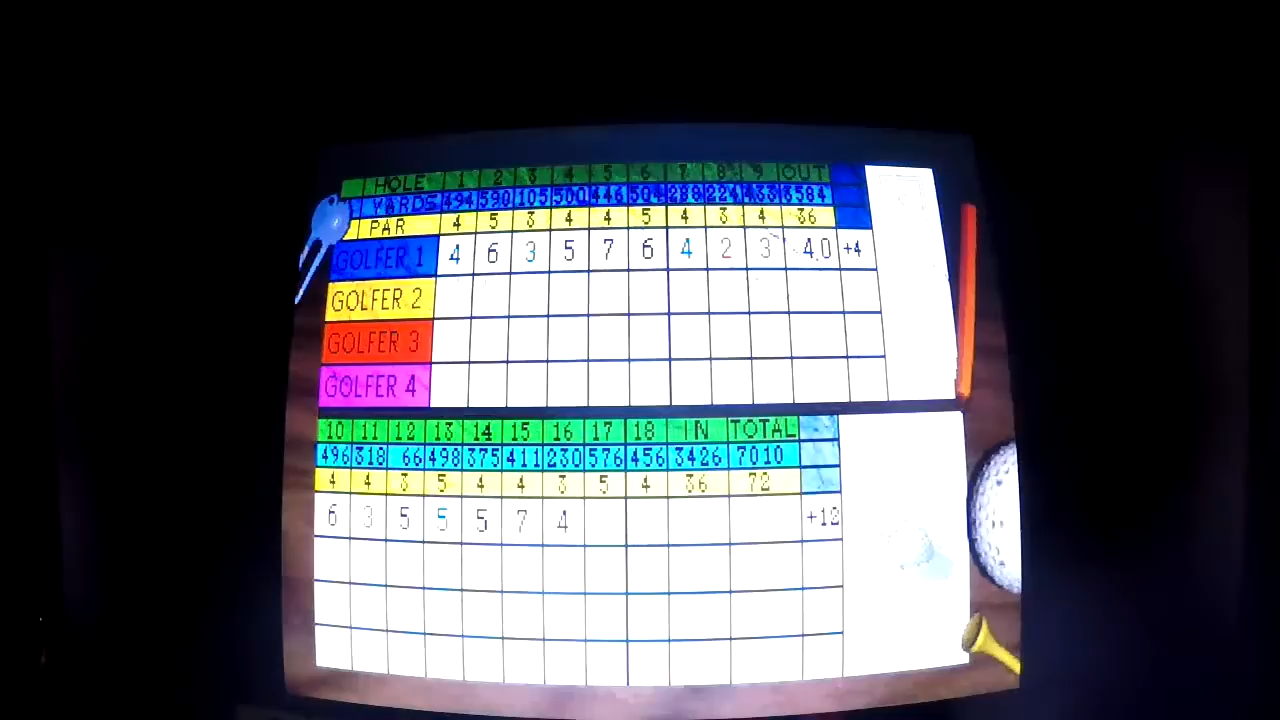 HOLE 1 2 3 4 5 6 7 8 9 OUT
YARDS 494 590 105 500 446 504 288 224 433 3584
PAR 4 5 3 4 4 5 4 3 4 36
GOLFER 1 4 6 3 5 7 6 4 2 3 40 +4
GOLFER 2
GOLFER 3
GOLFER 4
10 11 12 13 14 15 16 17 18 IN TOTAL
496 318 66 498 375 411 230 576 456 3426 7010
4 4 3 5 4 4 3 5 4 36 72
6 3 5 5 5 7 4 +12